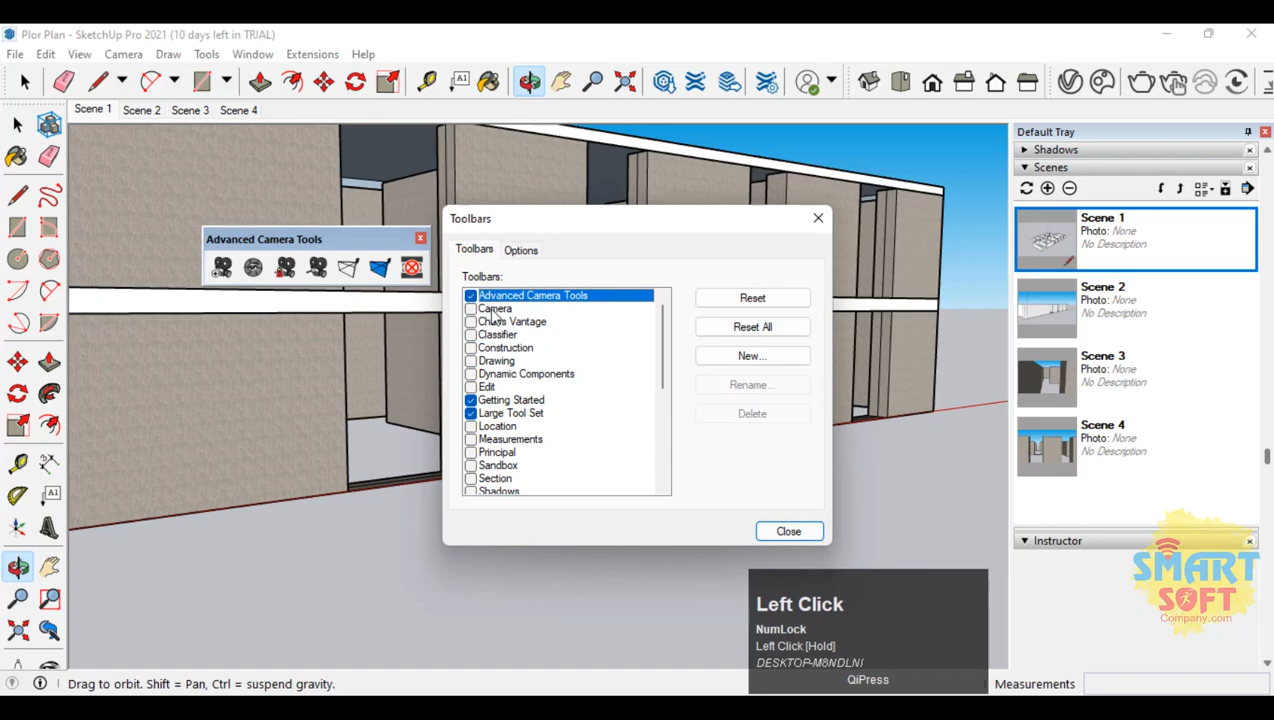 Plor Plan - SketchUp Pro 2021 (10 days left in TRIAL)
File Edit View Camera Draw Tools Window Extensions Help
Scene 1 Scene 2 Scene 3 Scene 4
Default Tray
Shadows
Scenes
Scene 1
Photo: None
No Description
Scene 2
Photo: None
No Description
Scene 3
Photo: None
No Description
Scene 4
Photo: None
No Description
Instructor
Advanced Camera Tools
Toolbars
Toolbars Options
Toolbars:
Advanced Camera Tools
Camera
Vantage
Classifier
Construction
Drawing
Dynamic Components
Edit
Getting Started
Large Tool Set
Location
Measurements
Principal
Sandbox
Section
Shadows
Reset
Reset All
New...
Rename...
Delete
Close
A1
A1
SMART
SOFT
Company.com
Left Click
NumLock
Left Click [Hold]
DESKTOP-M8NDLNI
QiPress
Drag to orbit. Shift = Pan, Ctrl = suspend gravity.
Measurements